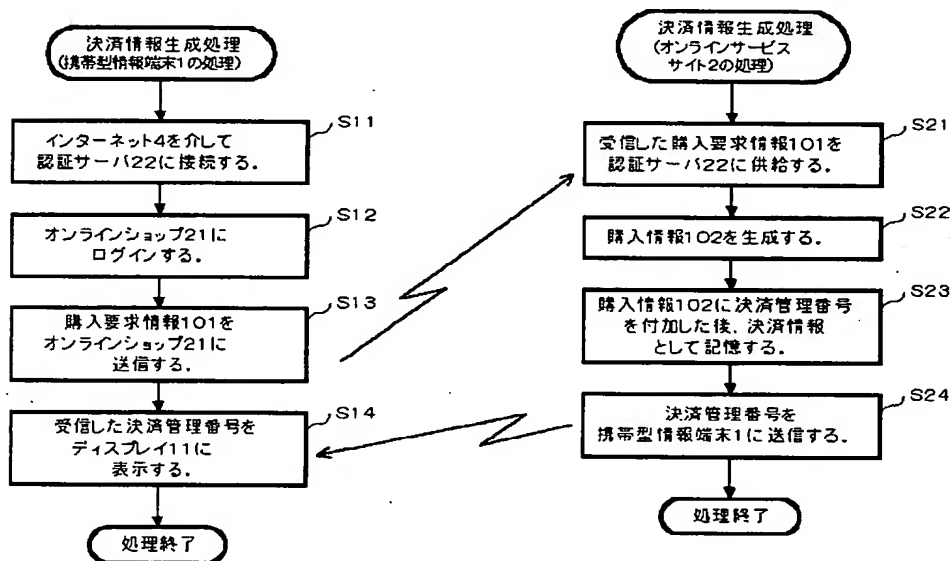 決済情報生成処理
(携帯型情報端末1の処理)
S11
インターネット4を介して
認証サーバ22に接続する。
S12
オンラインショップ21に
ログインする。
S13
購入要求情報101を
オンラインショップ21に
送信する。
S14
受信した決済管理番号を
ディスプレイ11に
表示する。
処理終了
決済情報生成処理
(オンラインサービス
サイト2の処理)
S21
受信した購入要求情報101を
認証サーバ22に供給する。
S22
購入情報102を生成する。
S23
購入情報102に決済管理番号
を付加した後、決済情報
として記憶する。
S24
決済管理番号を
携帯型情報端末1に送信する。
処理終了